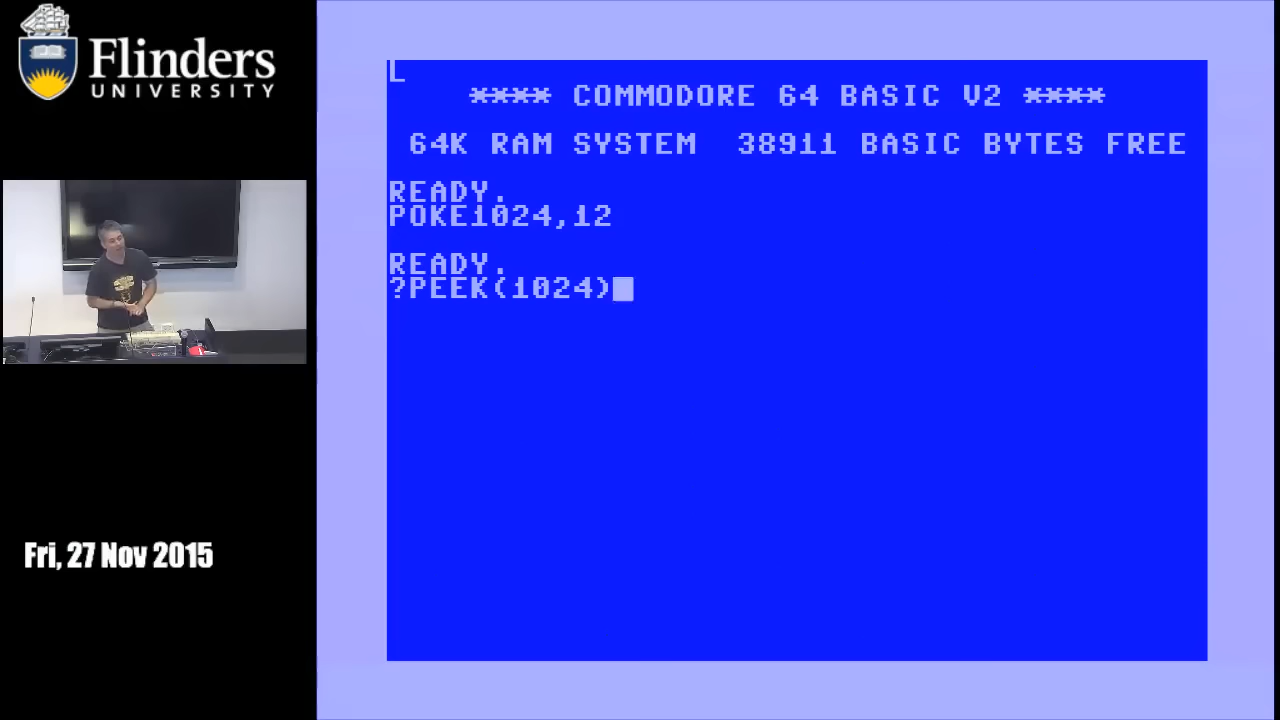 Flinders
UNIVERSITY
L
**** COMMODORE 64 BASIC V2 ****
64K RAM SYSTEM  38911 BASIC BYTES FREE
READY.
POKE1024,12
READY.
?PEEK(1024)
Fri, 27 Nov 2015